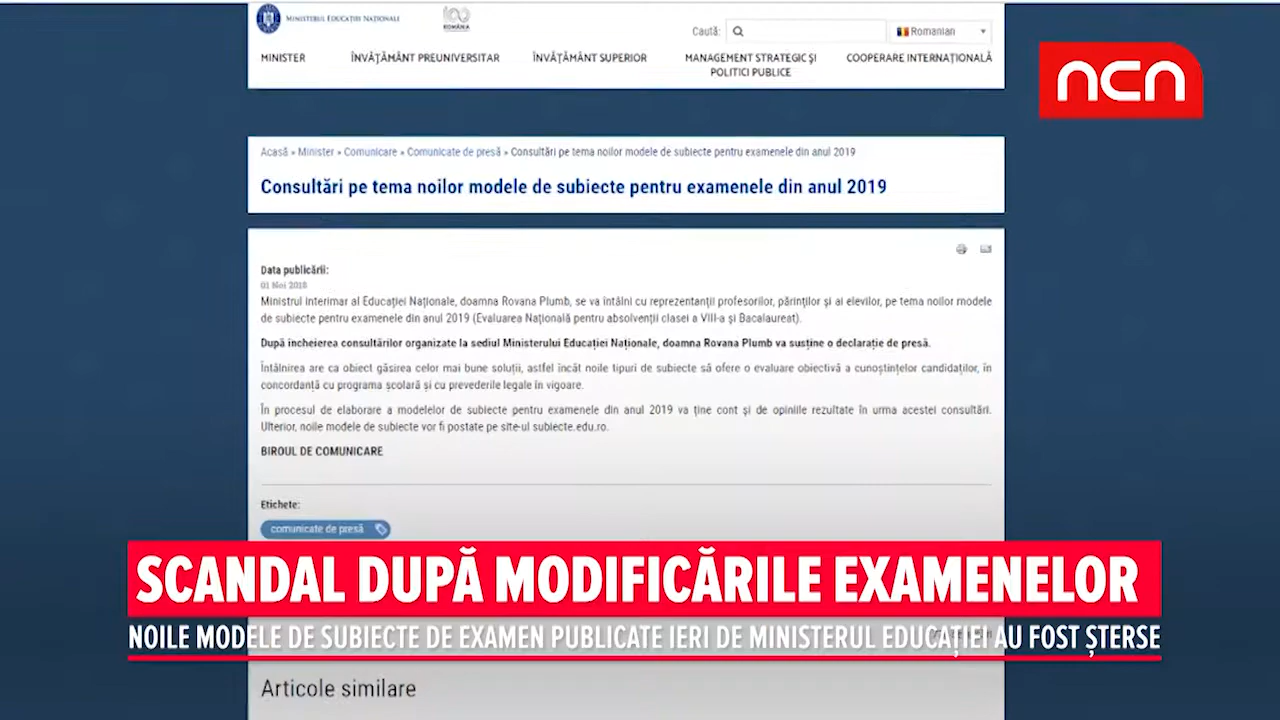 MINISTERUL EDUCAȚIEI NAȚIONALE
100
ROMÂNIA
Caută:
Romanian
MINISTER
ÎNVĂȚĂMÂNT PREUNIVERSITAR
ÎNVĂȚĂMÂNT SUPERIOR
MANAGEMENT STRATEGIC ȘI
POLITICI PUBLICE
COOPERARE INTERNAȚIONALĂ
ncn
Acasă » Minister » Comunicare » Comunicate de presă » Consultări pe tema noilor modele de subiecte pentru examenele din anul 2019
Consultări pe tema noilor modele de subiecte pentru examenele din anul 2019
Data publicării:
01 Mai 2018
Ministrul interimar al Educației Naționale, doamna Rovana Plumb, se va întâlni cu reprezentanții profesorilor, părinților și ai elevilor, pe tema noilor modele
de subiecte pentru examenele din anul 2019 (Evaluarea Națională pentru absolvenții clasei a VIII-a și Bacalaureat).
După încheierea consultărilor organizate la sediul Ministerului Educației Naționale, doamna Rovana Plumb va susține o declarație de presă.
Întâlnirea are ca obiect găsirea celor mai bune soluții, astfel încât noile tipuri de subiecte să ofere o evaluare obiectivă a cunoștințelor candidaților, în
concordanță cu programa școlară și cu prevederile legale în vigoare.
În procesul de elaborare a modelelor de subiecte pentru examenele din anul 2019 va ține cont și de opiniile rezultate în urma acestei consultări.
Ulterior, noile modele de subiecte vor fi postate pe site-ul subiecte.edu.ro.
BIROUL DE COMUNICARE
Etichete:
comunicate de presă
SCANDAL DUPĂ MODIFICĂRILE EXAMENELOR
NOILE MODELE DE SUBIECTE DE EXAMEN PUBLICATE IERI DE MINISTERUL EDUCAȚIEI AU FOST ȘTERSE
Articole similare